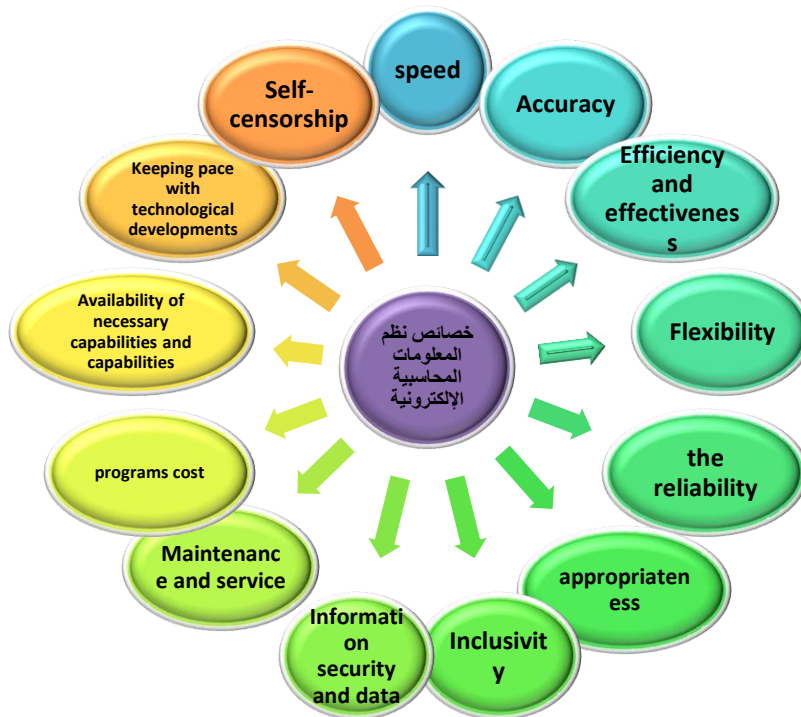 speed
Accuracy
Efficiency
and
effectivenes
s
Flexibility
the
reliability
appropriaten
ess
Inclusivit
y
Informati
on
security
and data
Maintenanc
e and service
programs cost
Availability of
necessary
capabilities and
capabilities
Keeping pace
with
technological
developments
Self-
censorship
خصائص نظم
المعلومات
المحاسبية
الإلكترونية